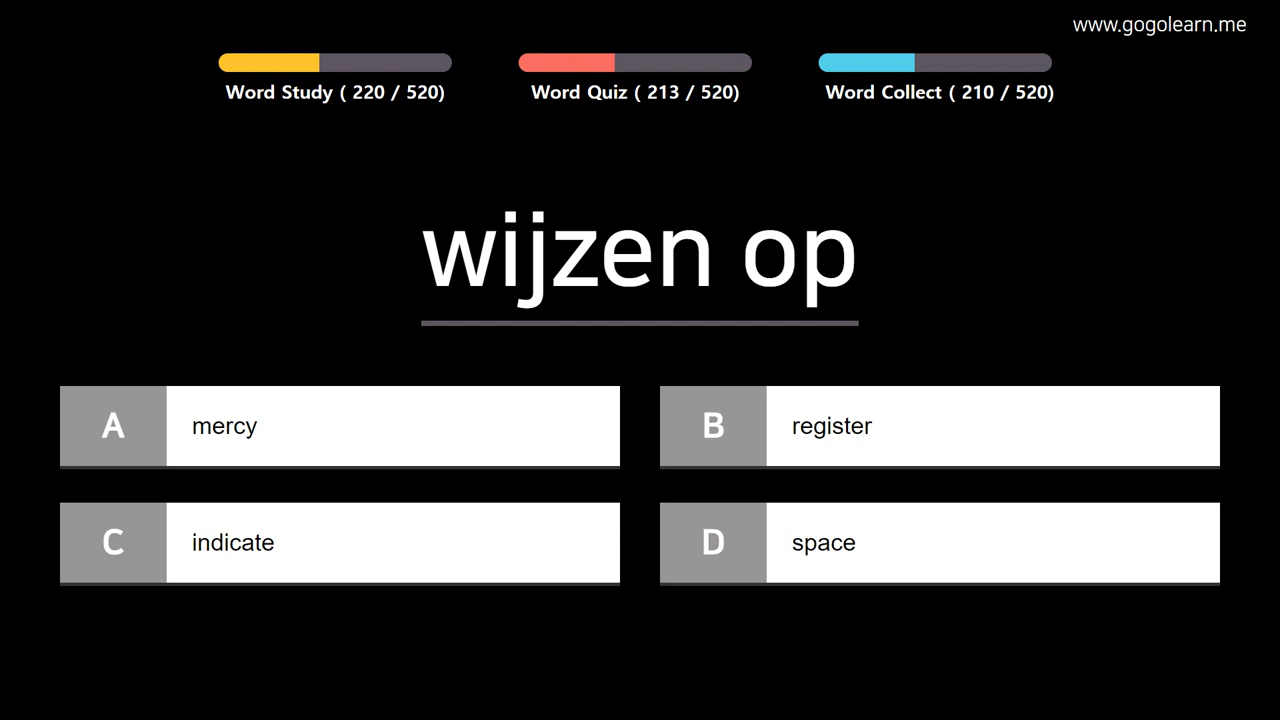 www.gogolearn.me
Word Study ( 220 / 520)
Word Quiz ( 213 / 520)
Word Collect ( 210 / 520)
wijzen op
A mercy
B register
C indicate
D space